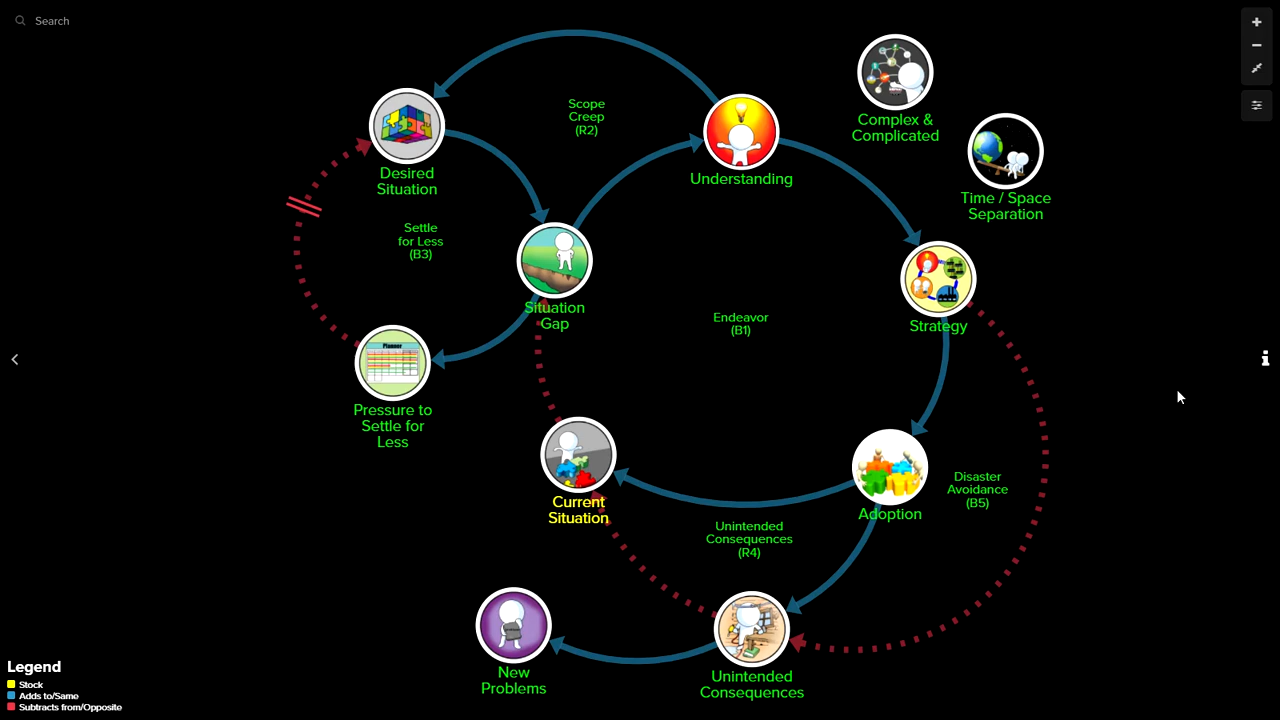 Search
Scope
Creep
(R2)
Complex &
Complicated
Desired
Situation
Understanding
Time / Space
Separation
Settle
for Less
(B3)
Situation
Gap
Endeavor
(B1)
Strategy
Planner
Pressure to
Settle for
Less
Current
Situation
Disaster
Avoidance
(B5)
Adoption
Unintended
Consequences
(R4)
New
Problems
Unintended
Consequences
Legend
Stock
Adds to/Same
Subtracts from/Opposite